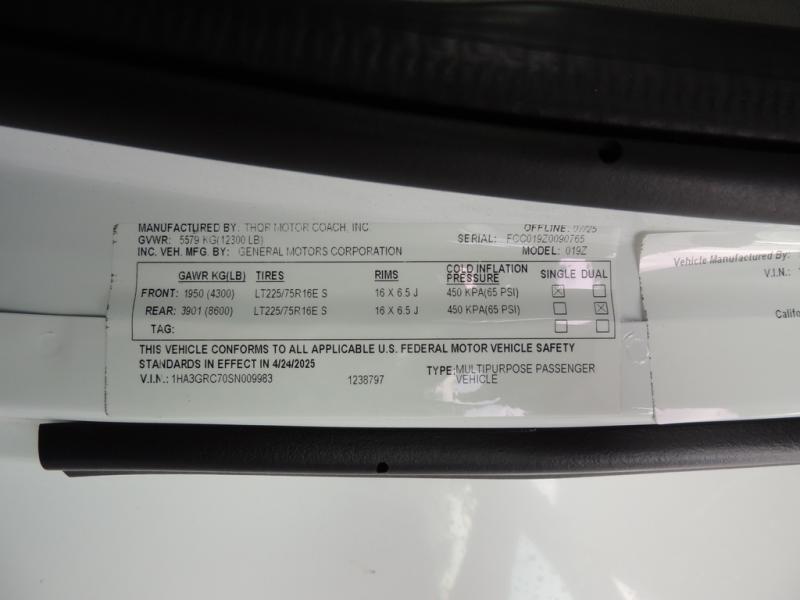 MANUFACTURED BY: THOR MOTOR COACH, INC. OFFLINE: 07/25
GVWR: 5579 KG(12300 LB) SERIAL: FCC019Z0090765
INC. VEH. MFG. BY: GENERAL MOTORS CORPORATION MODEL: 019Z
GAWR KG(LB) TIRES RIMS COLD INFLATION PRESSURE SINGLE DUAL
FRONT: 1950 (4300) LT225/75R16E S 16 X 6.5 J 450 KPA(65 PSI)
REAR: 3901 (8600) LT225/75R16E S 16 X 6.5 J 450 KPA(65 PSI)
TAG:
THIS VEHICLE CONFORMS TO ALL APPLICABLE U.S. FEDERAL MOTOR VEHICLE SAFETY
STANDARDS IN EFFECT IN 4/24/2025
V.I.N.: 1HA3GRC70SN009983 1238797 TYPE: MULTIPURPOSE PASSENGER VEHICLE
Vehicle Manufactured By:
V.I.N.:
Califo